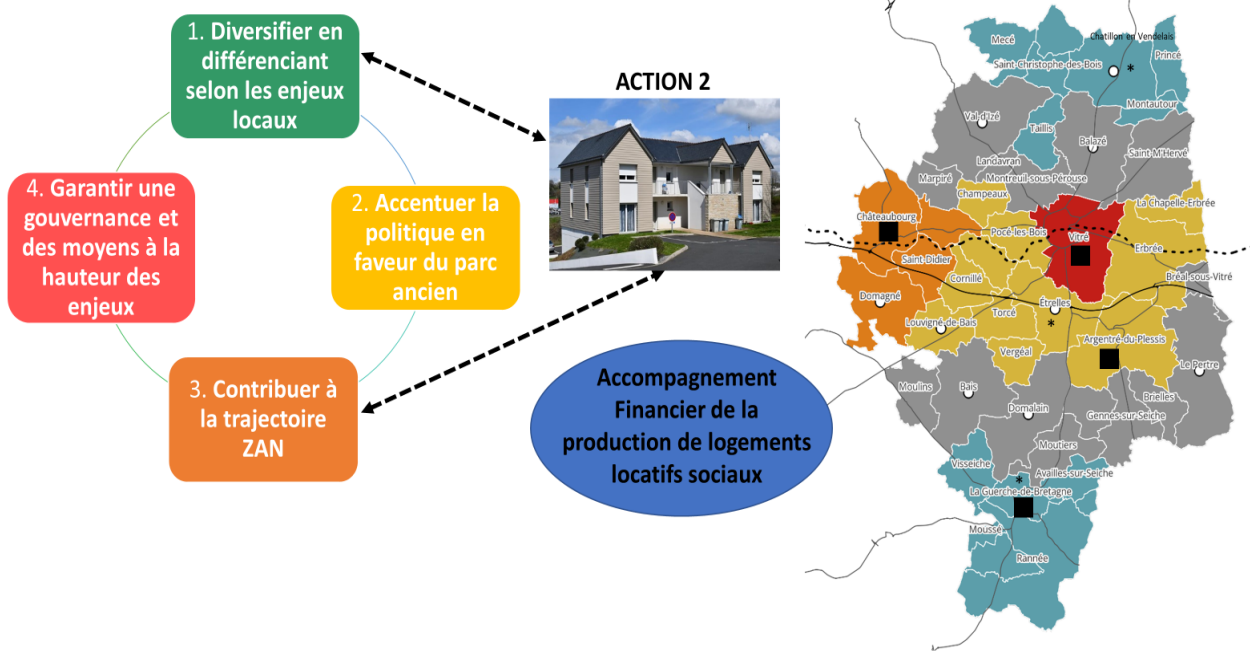 1. Diversifier en
différenciant
selon les enjeux
locaux
2. Accentuer la
politique en
faveur du parc
ancien
3. Contribuer à
la trajectoire
ZAN
4. Garantir une
gouvernance et
des moyens à la
hauteur des
enjeux
ACTION 2
Accompagnement
Financier de la
production de logements
locatifs sociaux
Chatillon en Vendelais
Mecé
Princé
Saint-Christophe-des-Bois
*
Montautour
Val-d'Izé
Taillis
Balazé
Saint-M'Hervé
Landavran
Marpiré
Montreuil-sous-Pérouse
Champeaux
La Chapelle-Erbrée
Châteaubourg
Pocé-les-Bois
Vitré
Erbrée
Saint-Didier
Cornillé
Bréal-sous-Vitré
Domagné
Étrelles
Torcé
Louvigné-de-Bais
*
Vergéal
Argentré-du-Plessis
Le Pertre
Moulins
Bais
Brielles
Domalain
Gennes-sur-Seiche
Moutiers
Visseiche
Availles-sur-Seiche
*
La Guerche-de-Bretagne
Moussé
Rannée